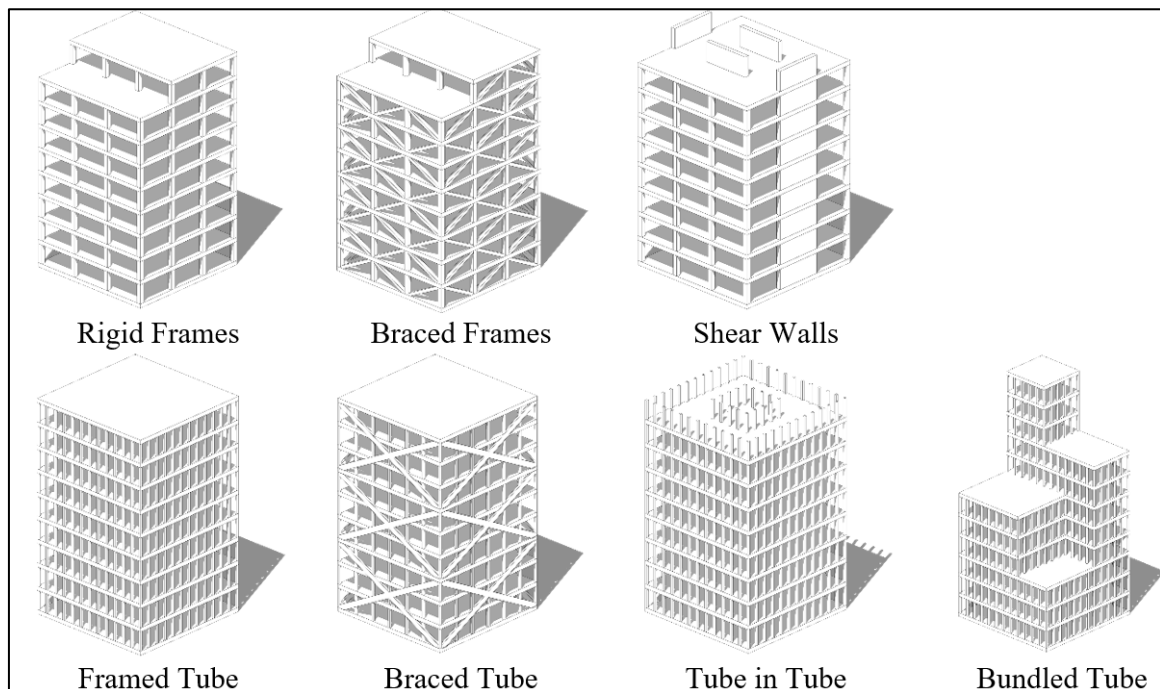 Rigid Frames
Braced Frames
Shear Walls
Framed Tube
Braced Tube
Tube in Tube
Bundled Tube